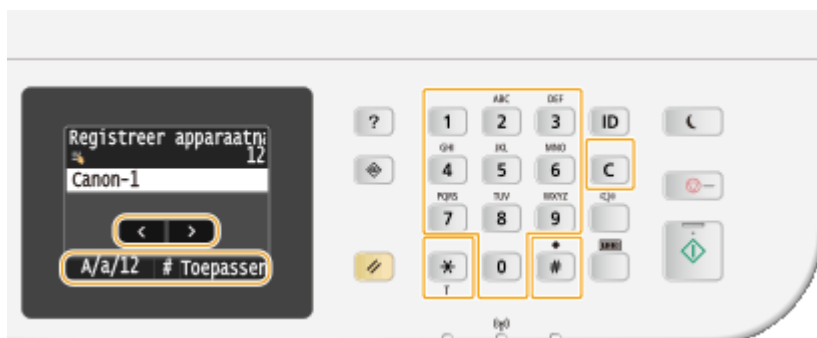 Registreer apparaatna
12
Canon-1
< >
A/a/12 # Toepassen
?
ABC DEF
1 2 3 ID
GHI JKL MNO
4 5 6 C
PQRS TUV WXYZ
7 8 9
* 0 #
T